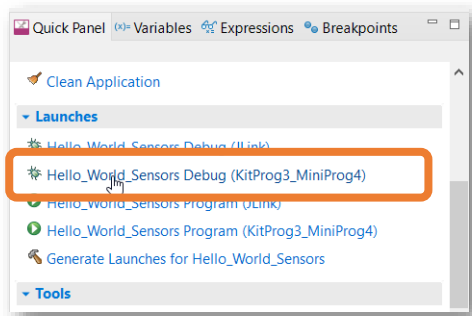 Quick Panel (x)= Variables Expressions Breakpoints
Clean Application
Launches
Hello_World_Sensors Debug (JLink)
Hello_World_Sensors Debug (KitProg3_MiniProg4)
Hello_World_Sensors Program (JLink)
Hello_World_Sensors Program (KitProg3_MiniProg4)
Generate Launches for Hello_World_Sensors
Tools